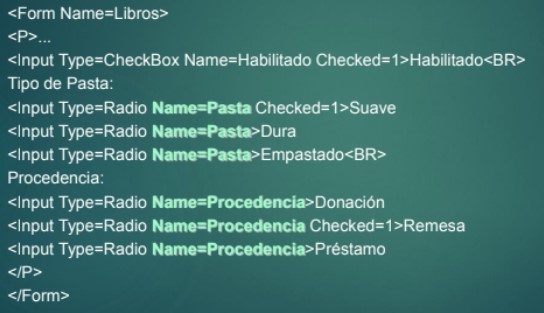 <Form Name=Libros>
<P>...
<Input Type=CheckBox Name=Habilitado Checked=1>Habilitado<BR>
Tipo de Pasta:
<Input Type=Radio Name=Pasta Checked=1>Suave
<Input Type=Radio Name=Pasta>Dura
<Input Type=Radio Name=Pasta>Empastado<BR>
Procedencia:
<Input Type=Radio Name=Procedencia>Donación
<Input Type=Radio Name=Procedencia Checked=1>Remesa
<Input Type=Radio Name=Procedencia>Préstamo
</P>
</Form>